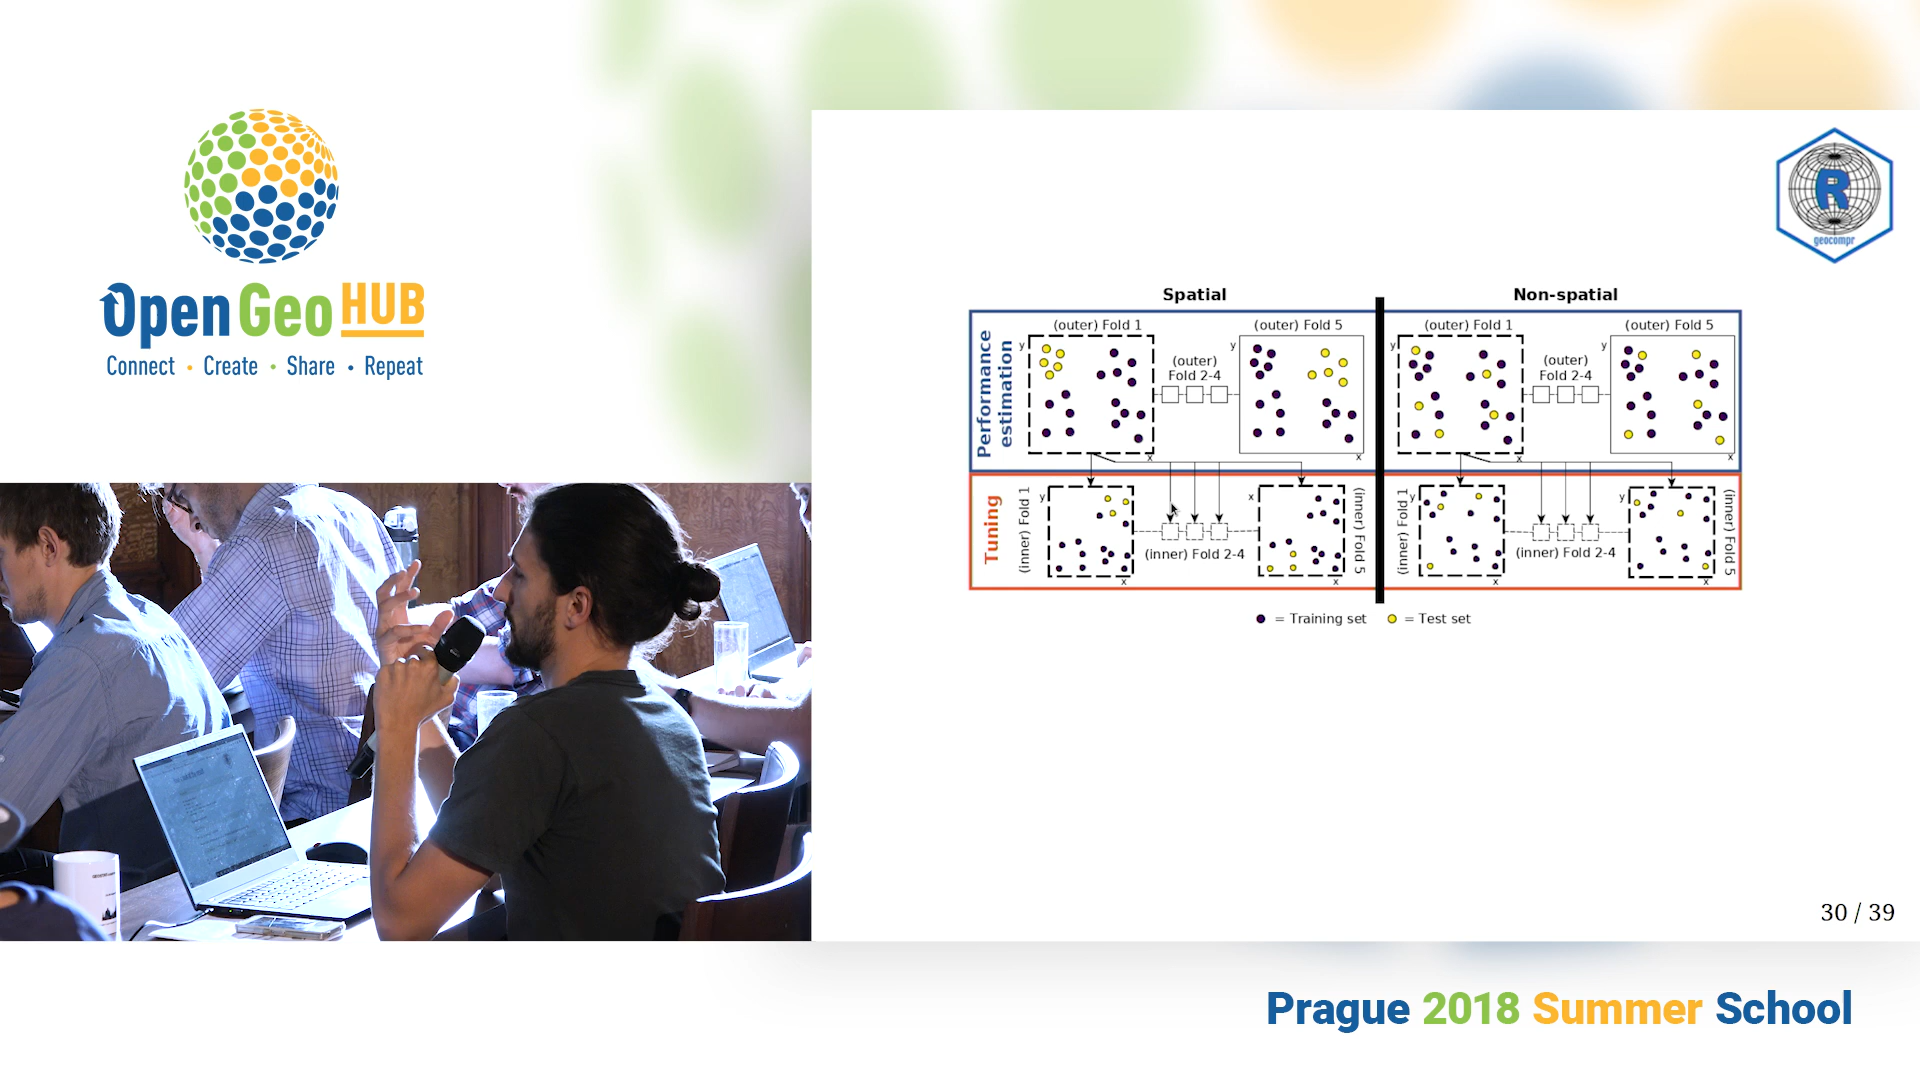 Open Geo HUB
Connect • Create • Share • Repeat
R
geocompr
Spatial
Non-spatial
Performance
estimation
(outer) Fold 1
(outer) Fold 5
(outer) Fold 1
(outer) Fold 5
y
y
y
y
(outer)
Fold 2-4
(outer)
Fold 2-4
x
x
x
x
Tuning
(inner) Fold 1
y
x
(inner) Fold 5
(inner) Fold 1
y
y
(inner) Fold 5
(inner) Fold 2-4
(inner) Fold 2-4
x
x
x
x
= Training set
= Test set
30 / 39
Prague 2018 Summer School